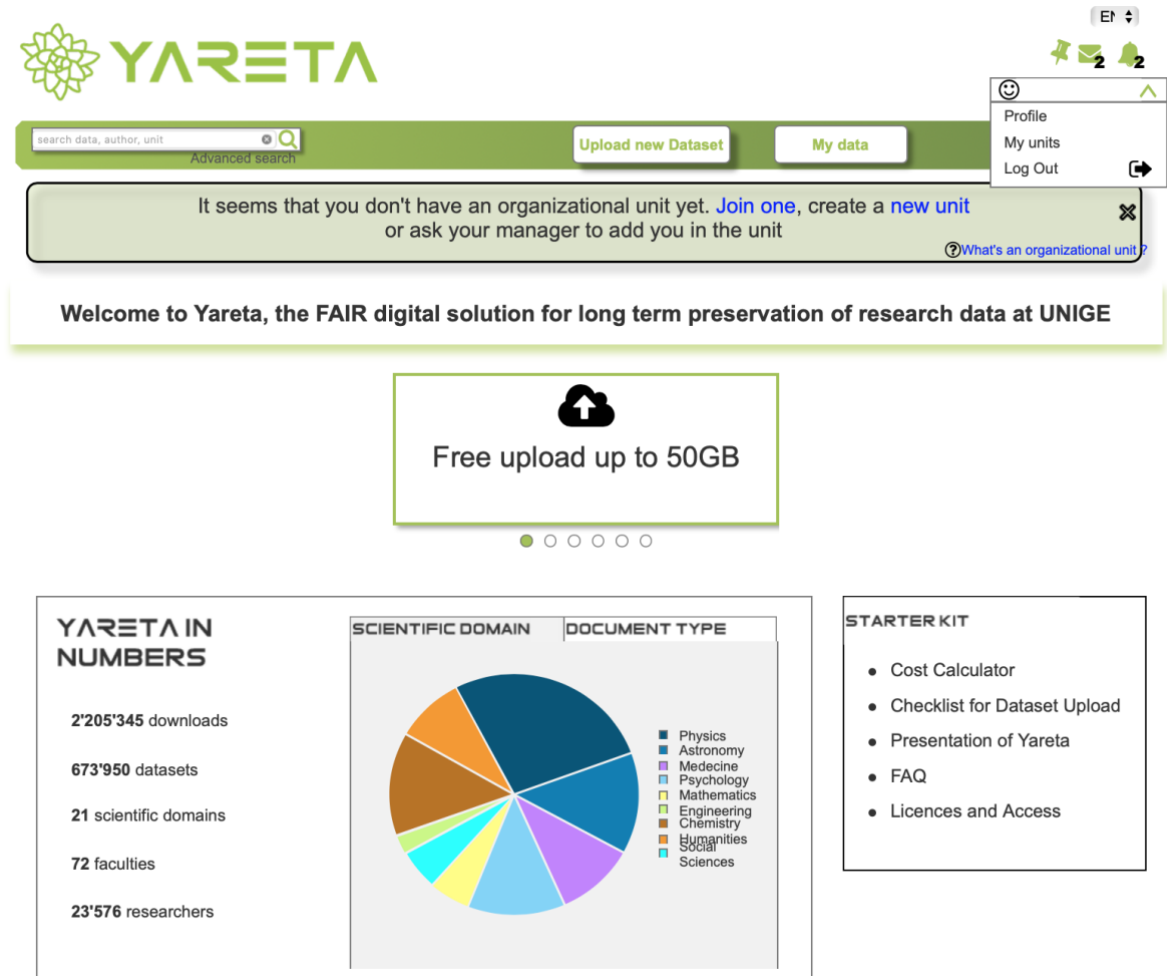 EN
YARETA
2
2
search data, author, unit
Advanced search
Upload new Dataset
My data
Profile
My units
Log Out
It seems that you don't have an organizational unit yet. Join one, create a new unit
or ask your manager to add you in the unit
What's an organizational unit ?
Welcome to Yareta, the FAIR digital solution for long term preservation of research data at UNIGE
Free upload up to 50GB
YARETA IN
NUMBERS
2'205'345 downloads
673'950 datasets
21 scientific domains
72 faculties
23'576 researchers
SCIENTIFIC DOMAIN
DOCUMENT TYPE
Physics
Astronomy
Medecine
Psychology
Mathematics
Engineering
Chemistry
Humanities
Social
Sciences
STARTER KIT
Cost Calculator
Checklist for Dataset Upload
Presentation of Yareta
FAQ
Licences and Access